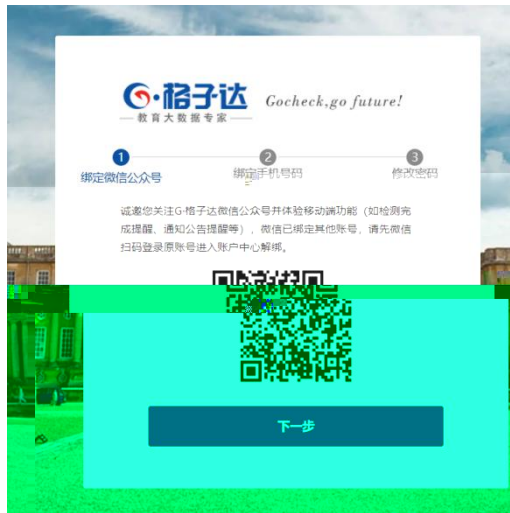 G·格子达
教育大数据专家
Gocheck,go future!
1 2 3
绑定微信公众号 绑定手机号码 修改密码
诚邀您关注G·格子达微信公众号并体验移动端功能（如检测完
成提醒、通知公告提醒等），微信已绑定其他账号，请先微信
扫码登录原账号进入账户中心解绑。
下一步